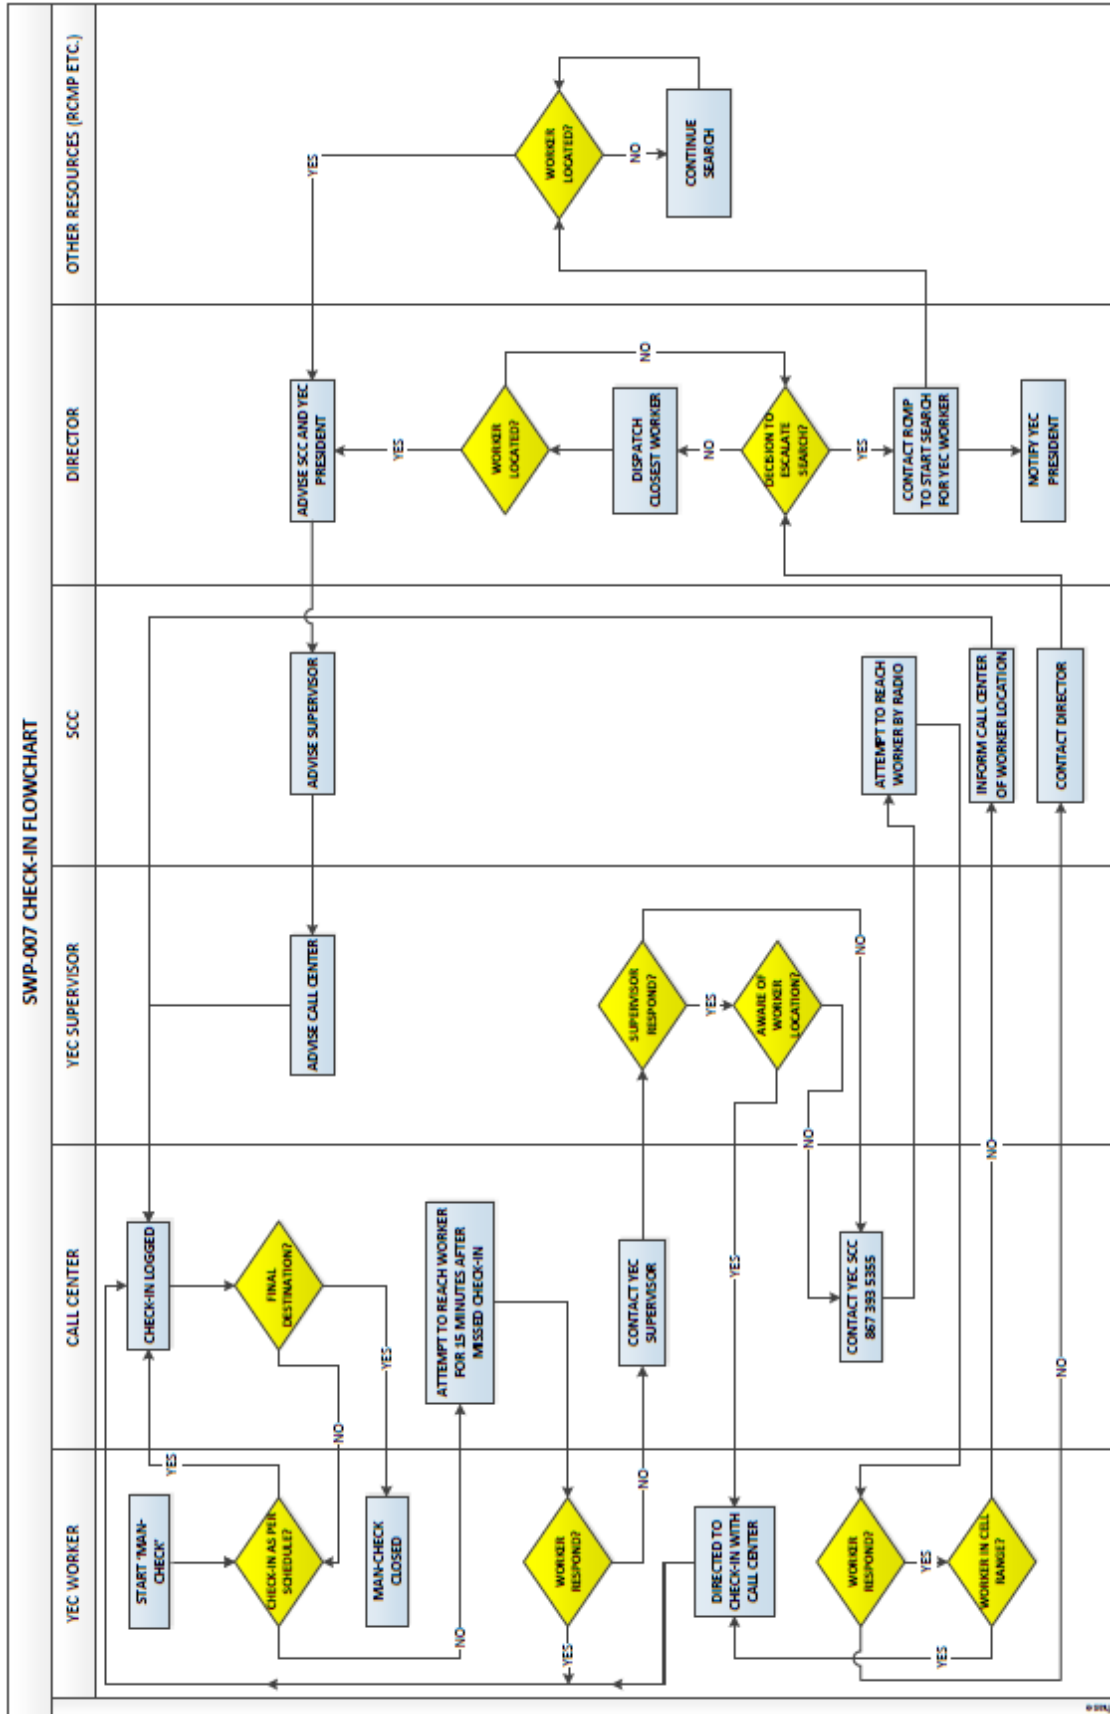 SWP-007 CHECK-IN FLOWCHART
YEC WORKER
START 'MAN-
CHECK'
CHECK-IN AS PER
SCHEDULE?
YES
NO
MAN-CHECK
CLOSED
WORKER
RESPOND?
YES
NO
DIRECTED TO
CHECK-IN WITH
CALL CENTER
WORKER
RESPOND?
YES
NO
WORKER IN CELL
RANGE?
YES
NO
CALL CENTER
CHECK-IN LOGGED
FINAL
DESTINATION?
NO
YES
ATTEMPT TO REACH WORKER
FOR 15 MINUTES AFTER
MISSED CHECK-IN
CONTACT YEC
SUPERVISOR
CONTACT YEC SCC
867 393 5355
YEC SUPERVISOR
ADVISE CALL CENTER
SUPERVISOR
RESPOND?
YES
NO
AWARE OF
WORKER
LOCATION?
YES
NO
SCC
ADVISE SUPERVISOR
ATTEMPT TO REACH
WORKER BY RADIO
INFORM CALL CENTER
OF WORKER LOCATION
CONTACT DIRECTOR
DIRECTOR
ADVISE SCC AND YEC
PRESIDENT
YES
WORKER
LOCATED?
NO
DISPATCH
CLOSEST WORKER
NO
DECISION TO
ESCALATE
SEARCH?
YES
CONTACT RCMP
TO START SEARCH
FOR YEC WORKER
NOTIFY YEC
PRESIDENT
OTHER RESOURCES (RCMP ETC.)
YES
WORKER
LOCATED?
NO
CONTINUE
SEARCH